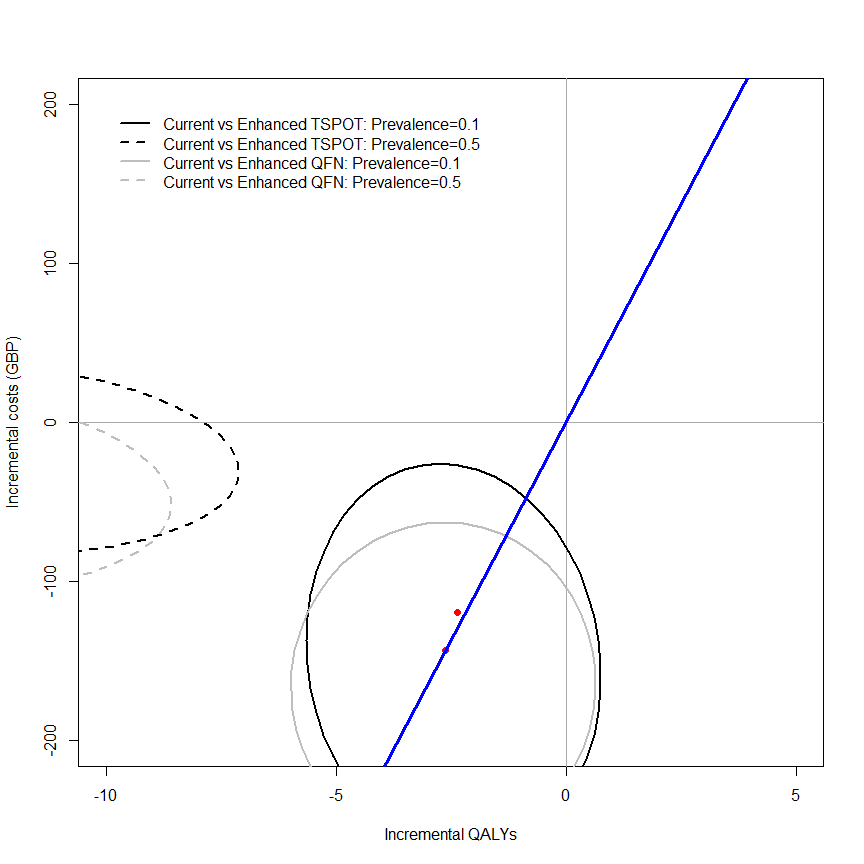 Current vs Enhanced TSPOT: Prevalence=0.1
Current vs Enhanced TSPOT: Prevalence=0.5
Current vs Enhanced QFN: Prevalence=0.1
Current vs Enhanced QFN: Prevalence=0.5
Incremental costs (GBP)
200
100
0
-100
-200
-10
-5
0
5
Incremental QALYs